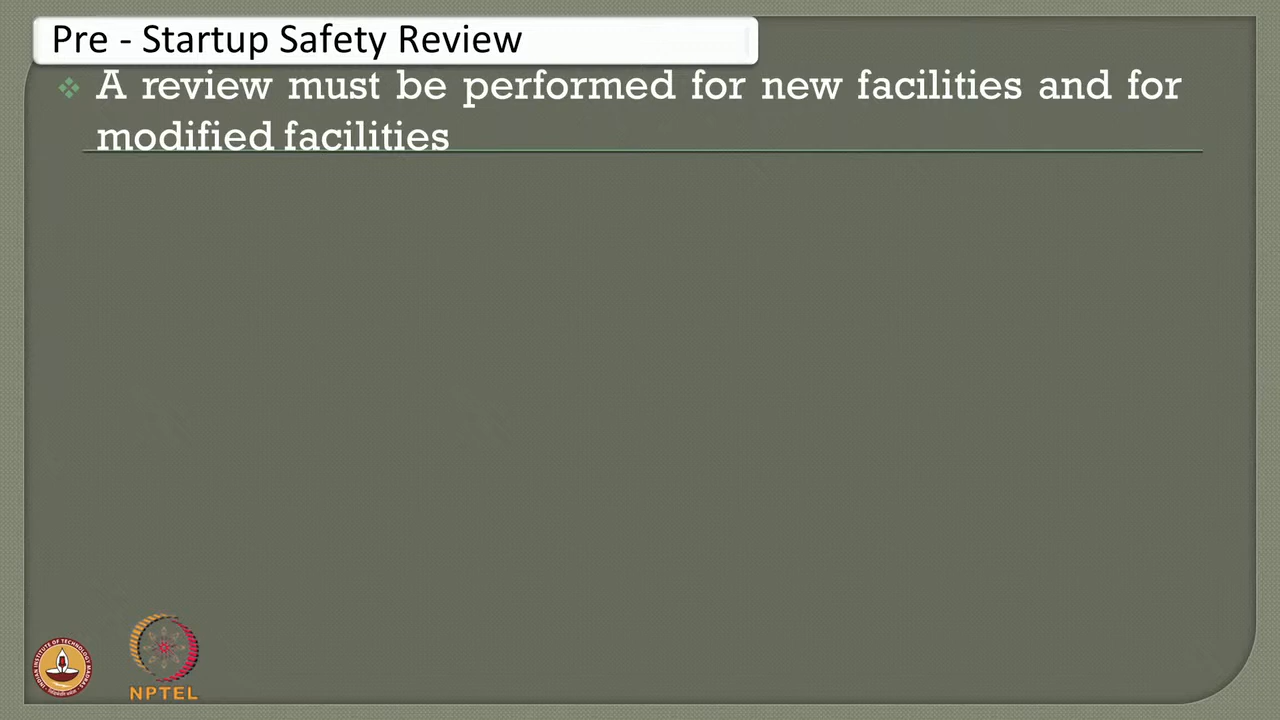 Pre - Startup Safety Review
A review must be performed for new facilities and for
modified facilities
NPTEL